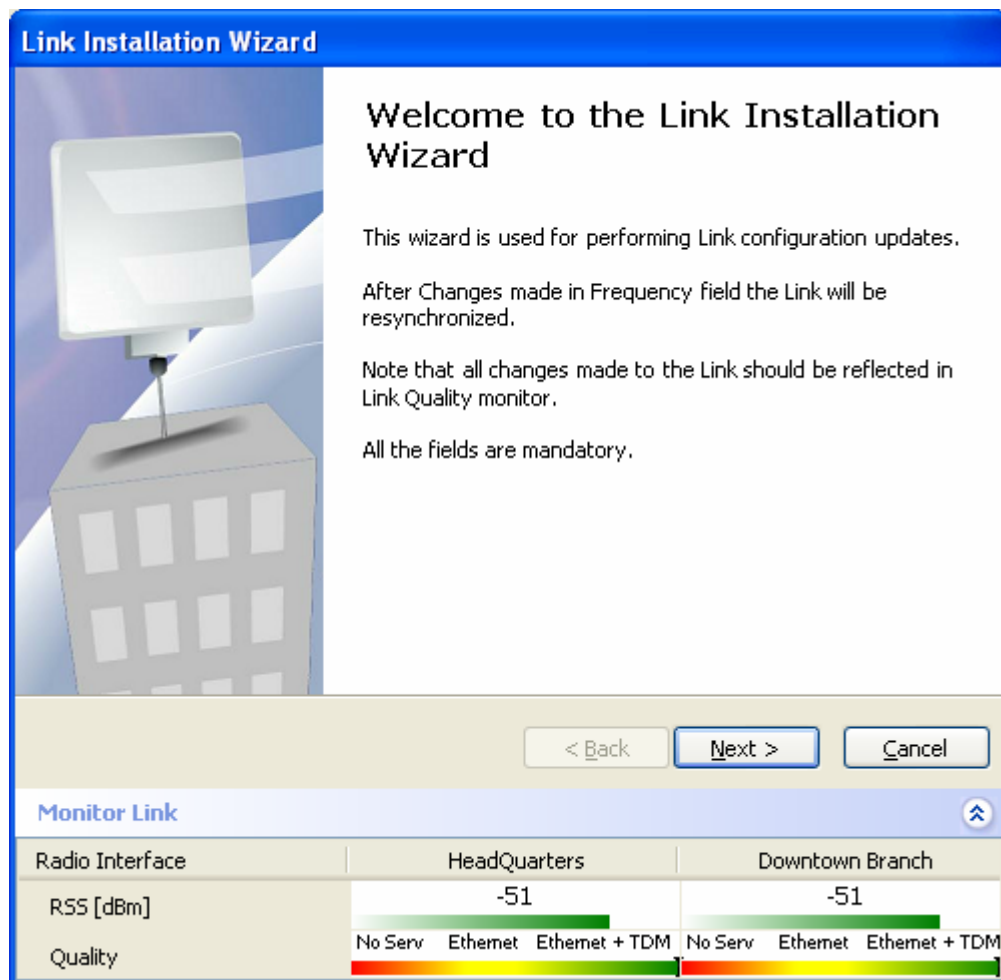 Link Installation Wizard
Welcome to the Link Installation
Wizard
This wizard is used for performing Link configuration updates.
After Changes made in Frequency field the Link will be
resynchronized.
Note that all changes made to the Link should be reflected in
Link Quality monitor.
All the fields are mandatory.
< Back Next > Cancel
Monitor Link
Radio Interface HeadQuarters Downtown Branch
RSS [dBm] -51 -51
Quality No Serv Ethernet Ethernet + TDM No Serv Ethernet Ethernet + TDM